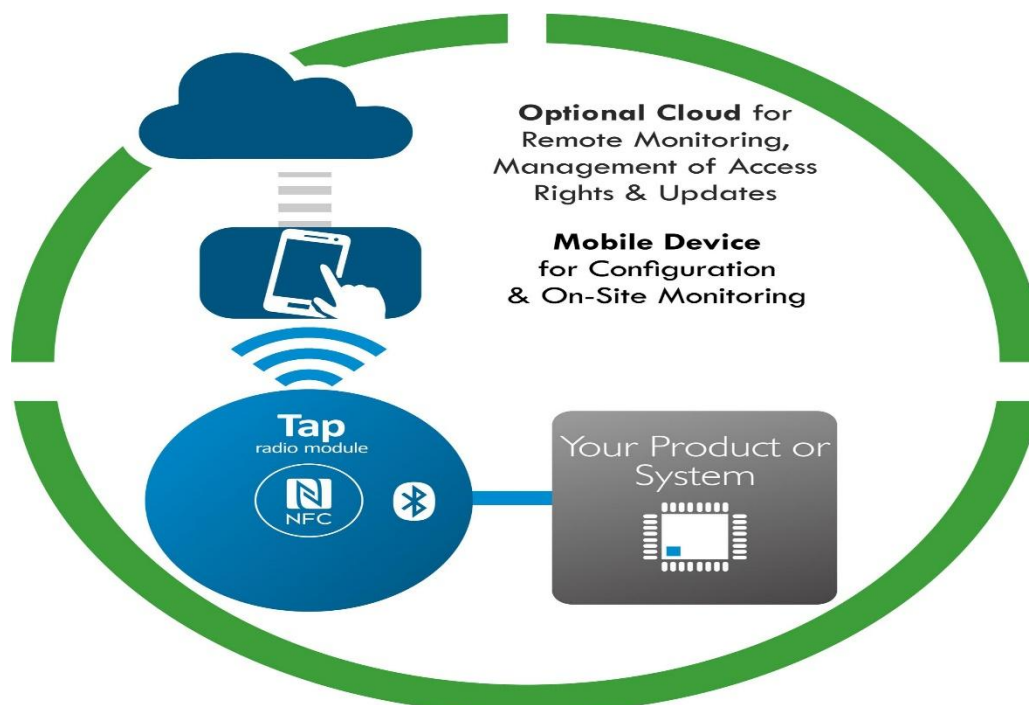 Optional Cloud for
Remote Monitoring,
Management of Access
Rights & Updates
Mobile Device
for Configuration
& On-Site Monitoring
Tap
radio module
NFC
Your Product or
System